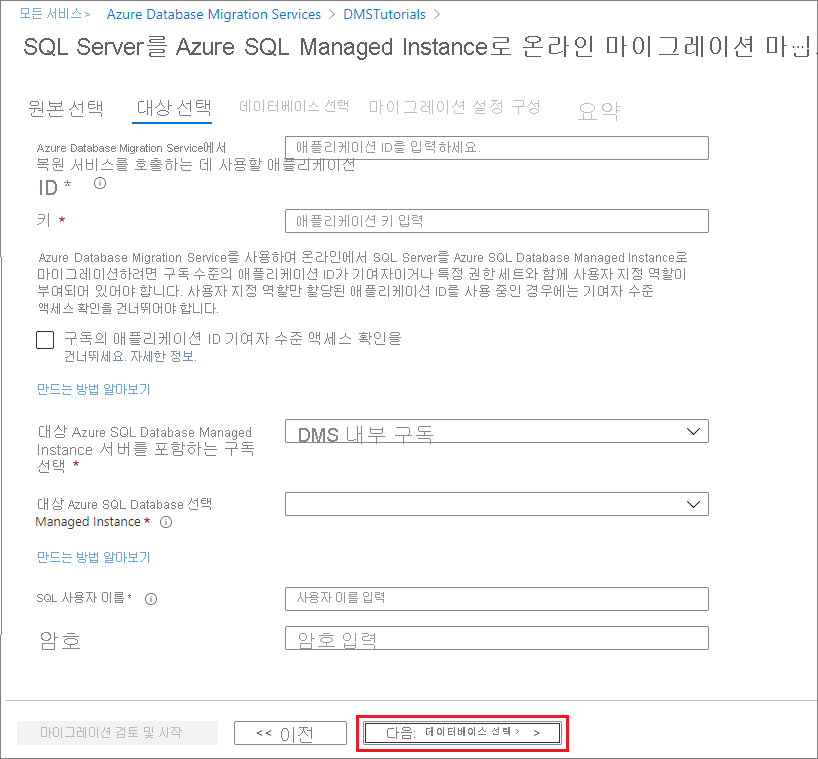 모든 서비스 > Azure Database Migration Services > DMSTutorials >
SQL Server를 Azure SQL Managed Instance로 온라인 마이그레이션 마법사
원본 선택 대상 선택 데이터베이스 선택 마이그레이션 설정 구성 요약
Azure Database Migration Service에서 애플리케이션 ID를 입력하세요.
복원 서비스를 호출하는 데 사용할 애플리케이션
ID *
키 * 애플리케이션 키 입력
Azure Database Migration Service를 사용하며 온라인에서 SQL Server를 Azure SQL Database Managed Instance로
마이그레이션하려면 구독 수준의 애플리케이션 ID가 기여자이거나 특정 권한 세트와 함께 사용자 지정 역할이
부여되어 있어야 합니다. 사용자 지정 역할만 할당된 애플리케이션 ID를 사용 중인 경우에는 기여자 수준
액세스 확인을 건너뛰어야 합니다.
구독의 애플리케이션 ID 기여자 수준 액세스 확인을
건너뛰세요. 자세한 정보.
만드는 방법 알아보기
대상 Azure SQL Database Managed DMS 내부 구독
Instance 서버를 포함하는 구독
선택 *
대상 Azure SQL Database 선택
Managed Instance *
만드는 방법 알아보기
SQL 사용자 이름 * 사용자 이름 입력
암호 암호 입력
마이그레이션 검토 및 시작 << 이전 다음: 데이터베이스 선택 > >